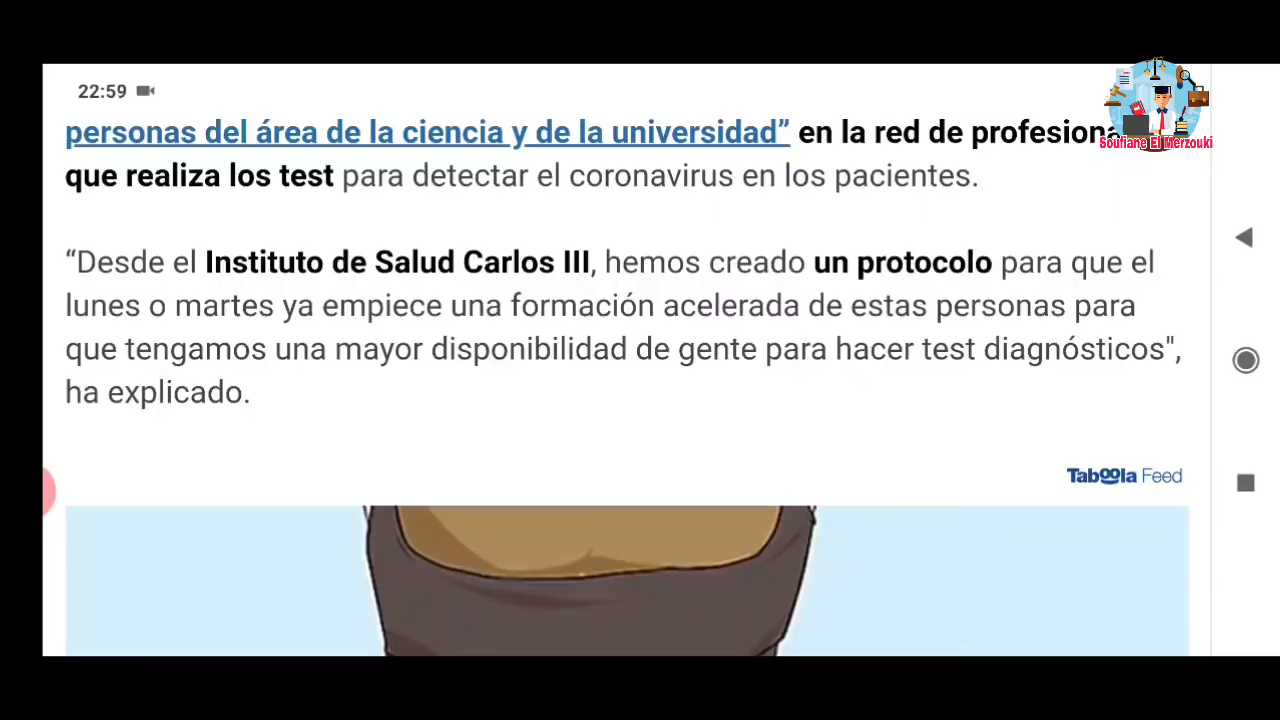 22:59
personas del área de la ciencia y de la universidad” en la red de
que realiza los test para detectar el coronavirus en los pacientes.
“Desde el Instituto de Salud Carlos III, hemos creado un protocolo para que el
lunes o martes ya empiece una formación acelerada de estas personas para
que tengamos una mayor disponibilidad de gente para hacer test diagnósticos",
ha explicado.
Taboola Feed
Soufiane El Merzouki